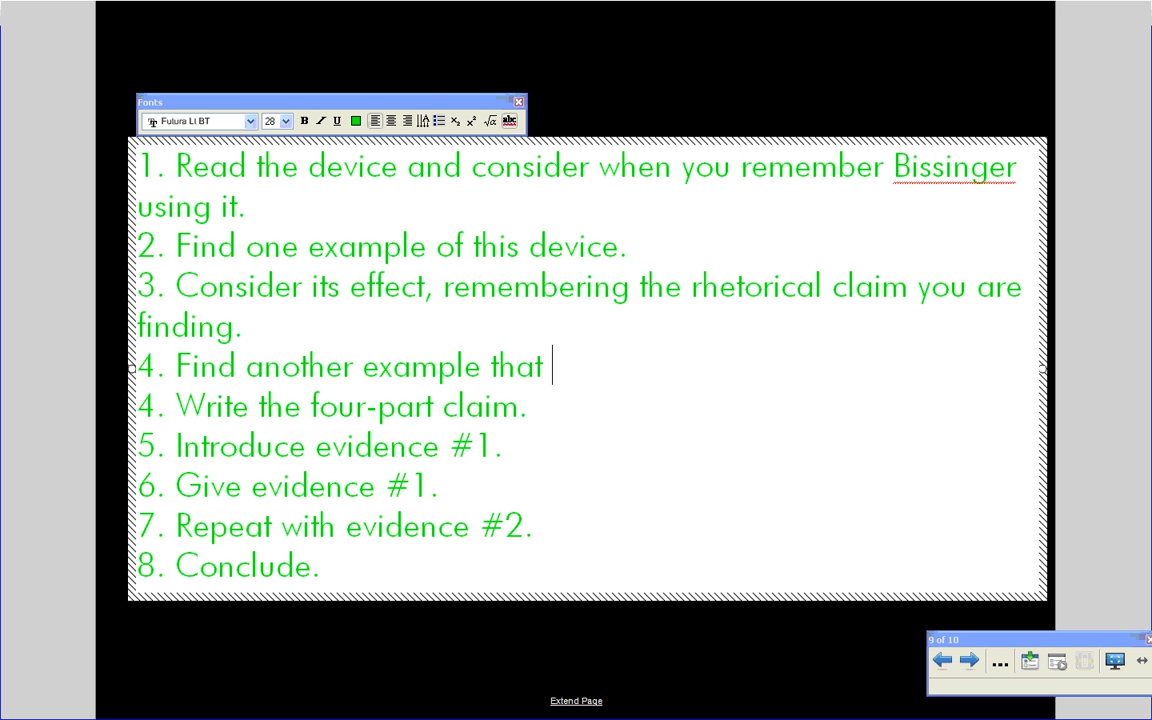 Fonts
Futura Lt BT 28 B I U abc
1. Read the device and consider when you remember Bissinger
using it.
2. Find one example of this device.
3. Consider its effect, remembering the rhetorical claim you are
finding.
4. Find another example that
4. Write the four-part claim.
5. Introduce evidence #1.
6. Give evidence #1.
7. Repeat with evidence #2.
8. Conclude.
9 of 10
Extend Page